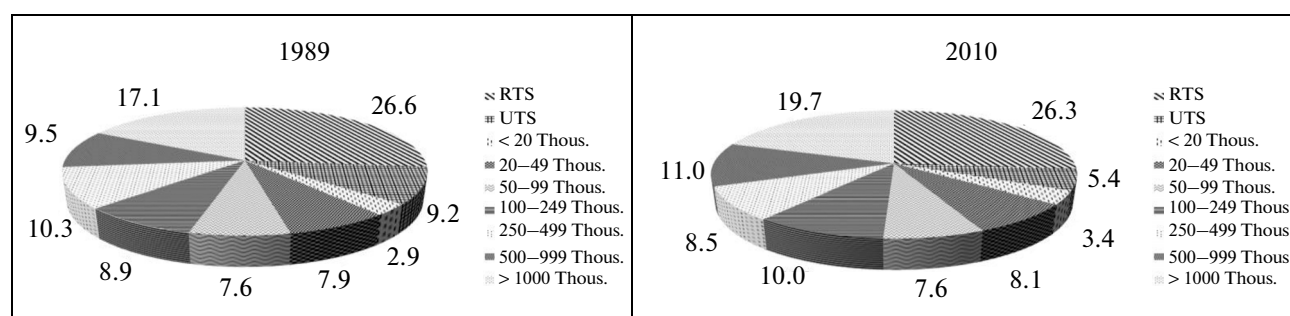 1989
17.1
26.6
9.5
10.3
8.9
7.6
7.9
2.9
9.2
RTS
UTS
< 20 Thous.
20–49 Thous.
50–99 Thous.
100–249 Thous.
250–499 Thous.
500–999 Thous.
> 1000 Thous.
2010
19.7
26.3
11.0
8.5
10.0
7.6
8.1
3.4
5.4
RTS
UTS
< 20 Thous.
20–49 Thous.
50–99 Thous.
100–249 Thous.
250–499 Thous.
500–999 Thous.
> 1000 Thous.